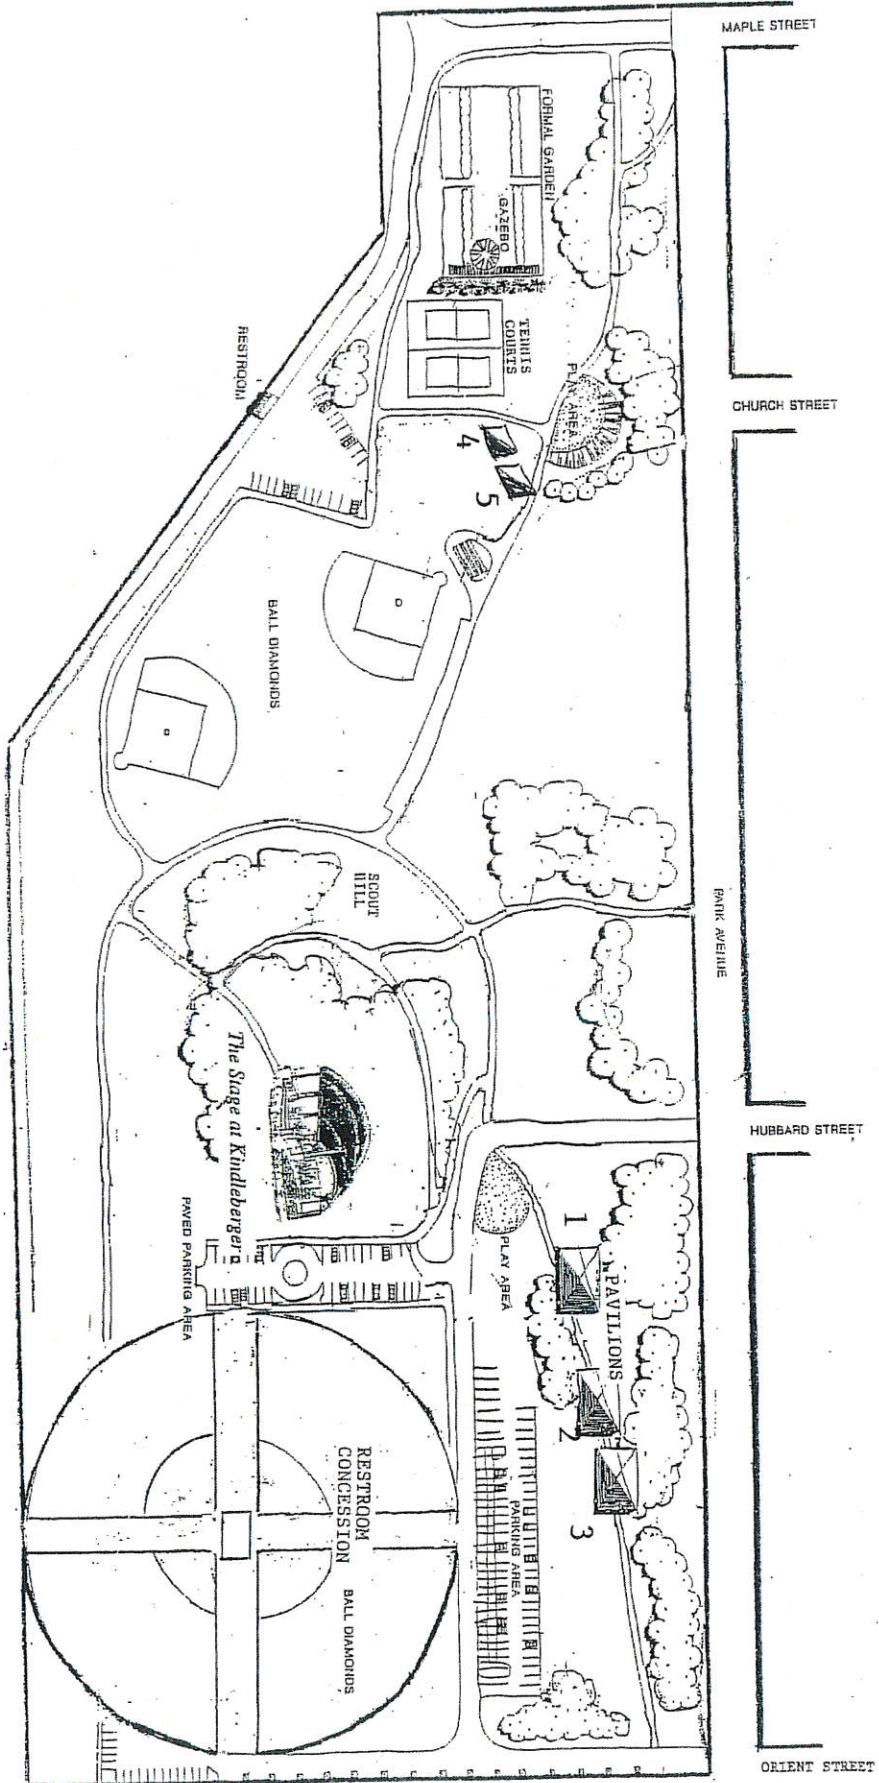 MAPLE STREET
FORMAL GARDEN
GAZEBO
TENNIS
COURTS
PLAY AREA
CHURCH STREET
RESTROOM
4
5
BALL DIAMONDS
SCOUT
HILL
PARK AVENUE
The Stage at Kindleberger
HUBBARD STREET
PAVED PARKING AREA
PLAY AREA
1
PAVILIONS
2
3
RESTROOM
CONCESSION
BALL DIAMONDS
PARKING AREA
ORIENT STREET